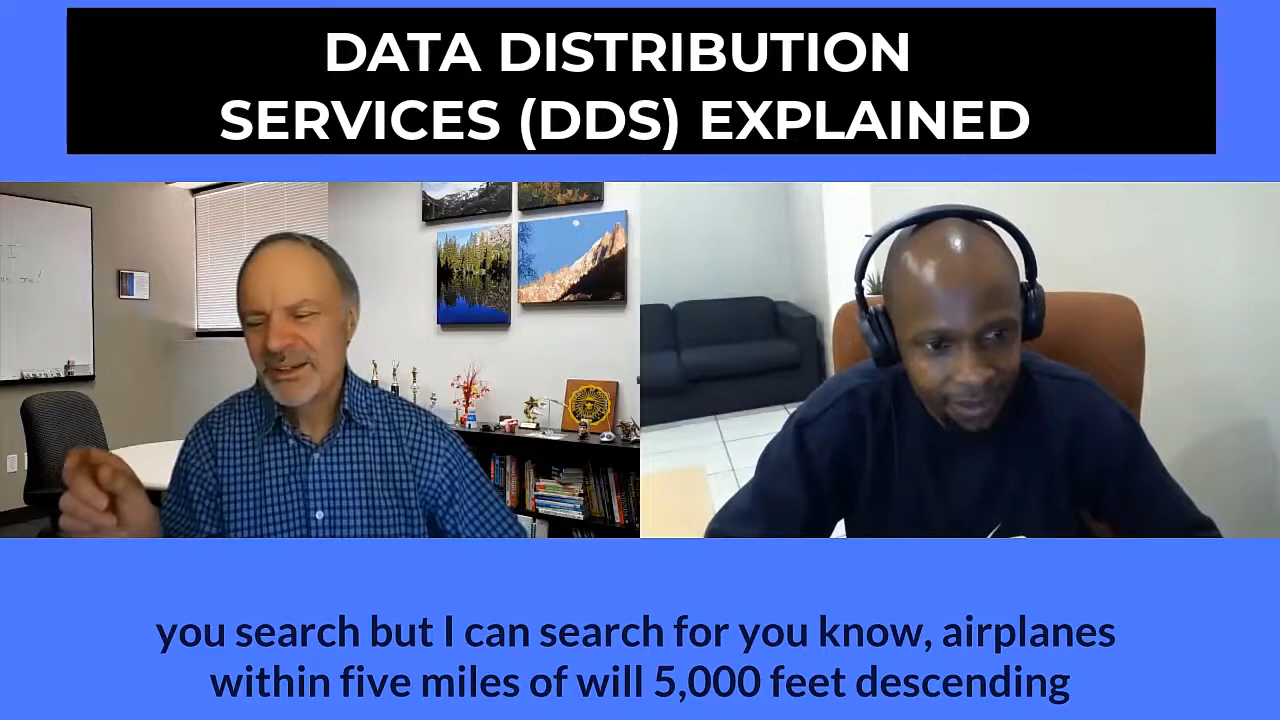 DATA DISTRIBUTION
SERVICES (DDS) EXPLAINED
you search but I can search for you know, airplanes
within five miles of will 5,000 feet descending